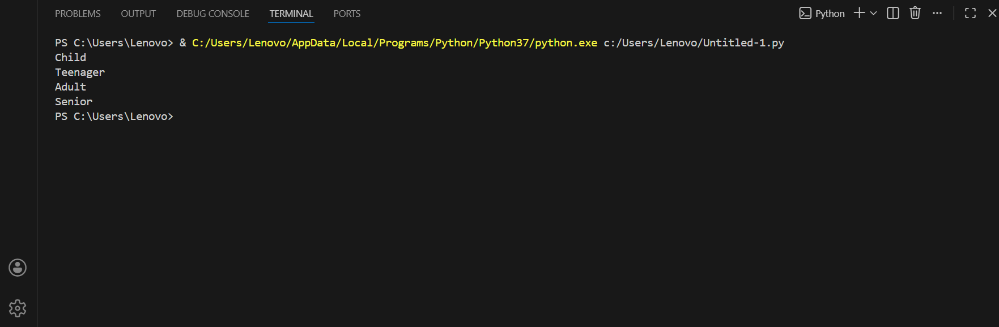 PROBLEMS OUTPUT DEBUG CONSOLE TERMINAL PORTS Python
PS C:\Users\Lenovo> & C:/Users/Lenovo/AppData/Local/Programs/Python/Python37/python.exe c:/Users/Lenovo/Untitled-1.py
Child
Teenager
Adult
Senior
PS C:\Users\Lenovo>